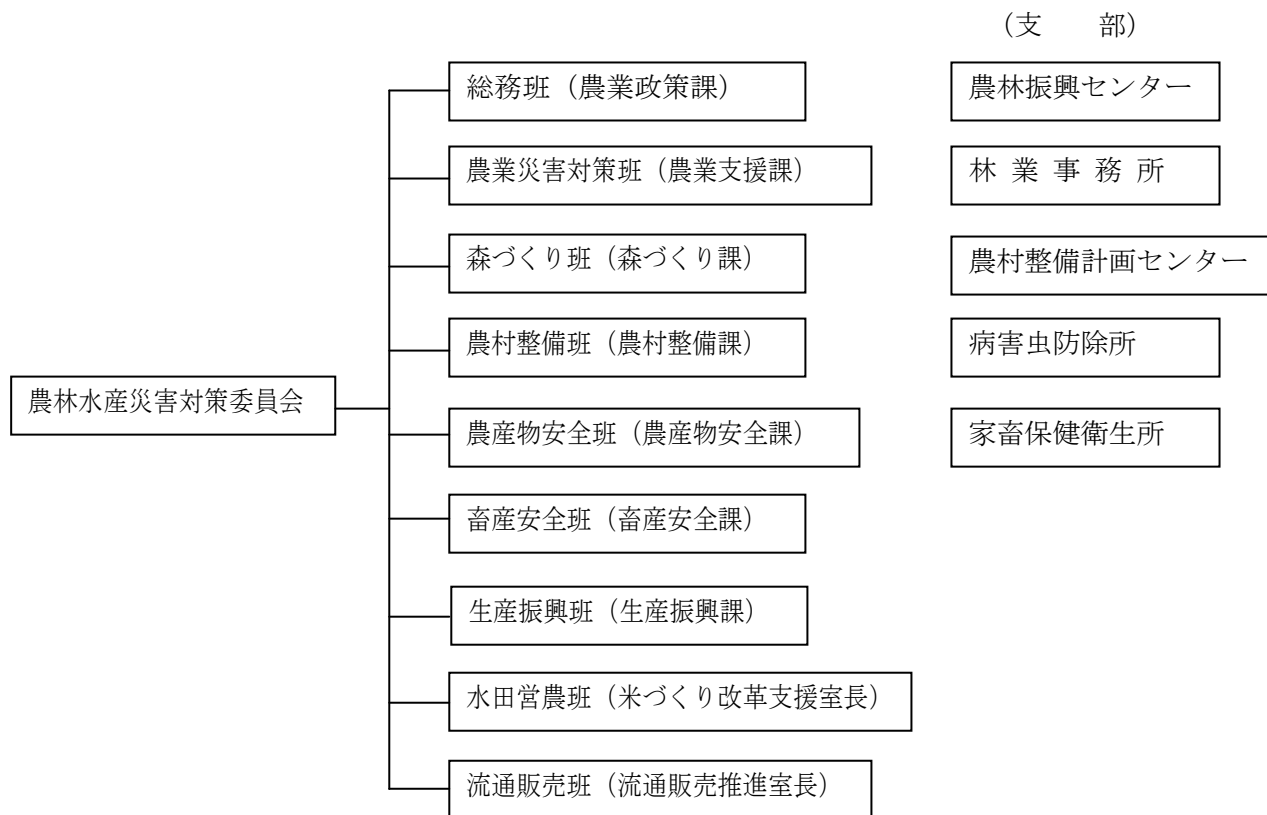 （支　　部）
総務班（農業政策課）　農林振興センター
農業災害対策班（農業支援課）　林 業 事 務 所
森づくり班（森づくり課）　農村整備計画センター
農村整備班（農村整備課）　病害虫防除所
農林水産災害対策委員会
農産物安全班（農産物安全課）　家畜保健衛生所
畜産安全班（畜産安全課）
生産振興班（生産振興課）
水田営農班（米づくり改革支援室長）
流通販売班（流通販売推進室長）